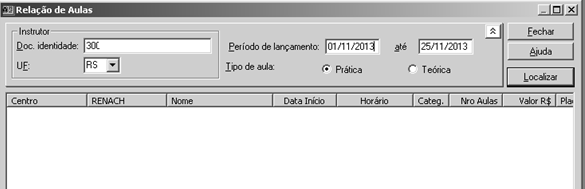 Relação de Aulas
Instrutor
Doc. identidade: 300
UF: RS
Período de lançamento: 01/11/2013 até 25/11/2013
Tipo de aula: Prática Teórica
Fechar
Ajuda
Localizar
Centro RENACH Nome Data Início Horário Categ. Nro Aulas Valor R$ Pla